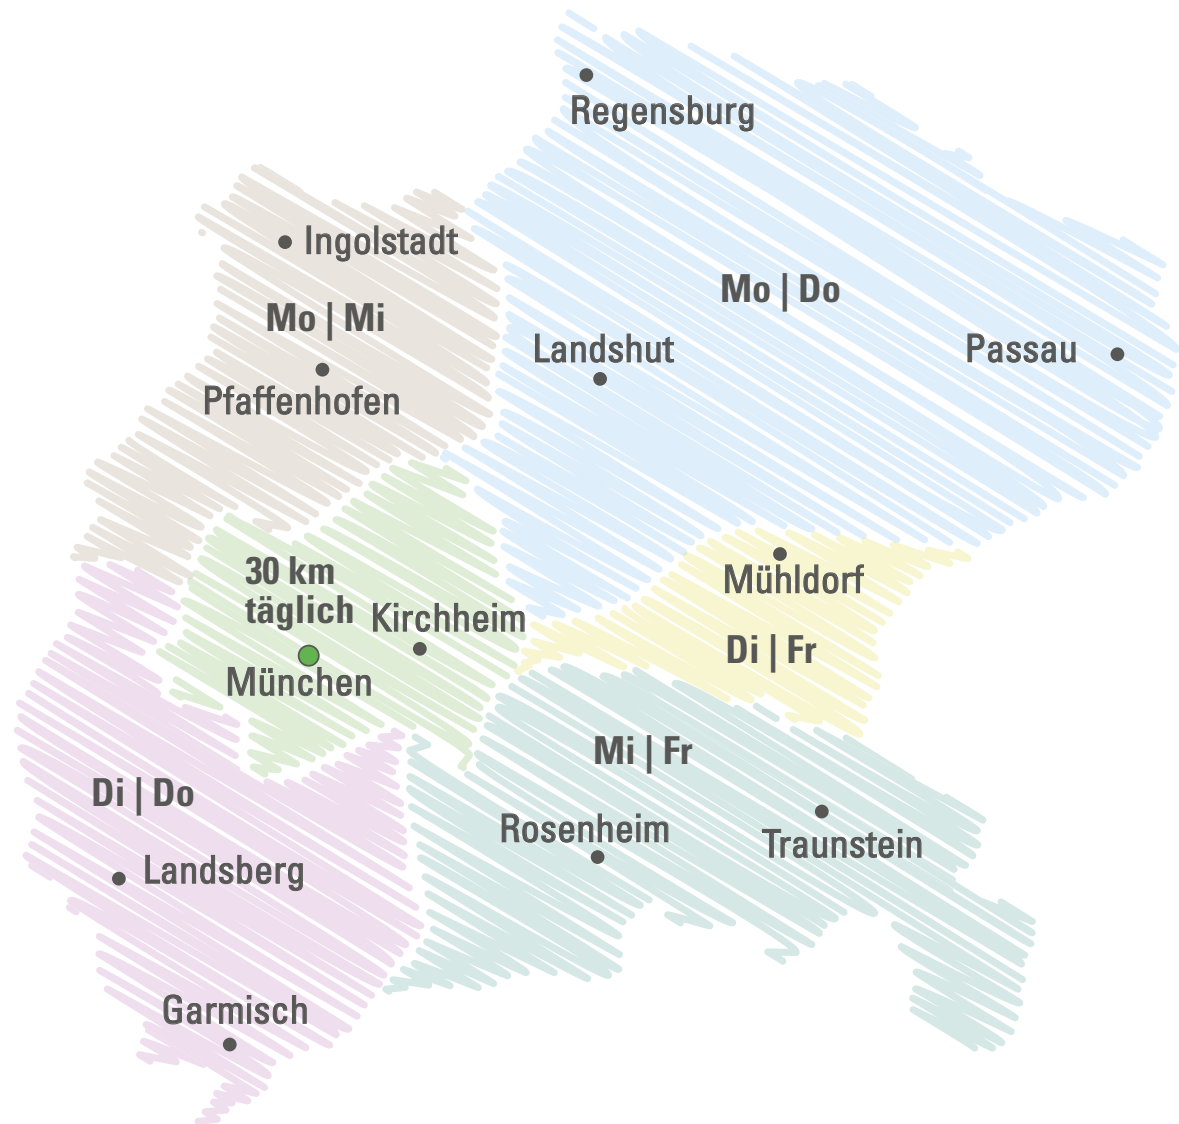 Regensburg
Ingolstadt
Mo | Mi
Mo | Do
Landshut
Passau
Pfaffenhofen
30 km
täglich
Kirchheim
München
Mühldorf
Di | Fr
Mi | Fr
Di | Do
Rosenheim
Traunstein
Landsberg
Garmisch